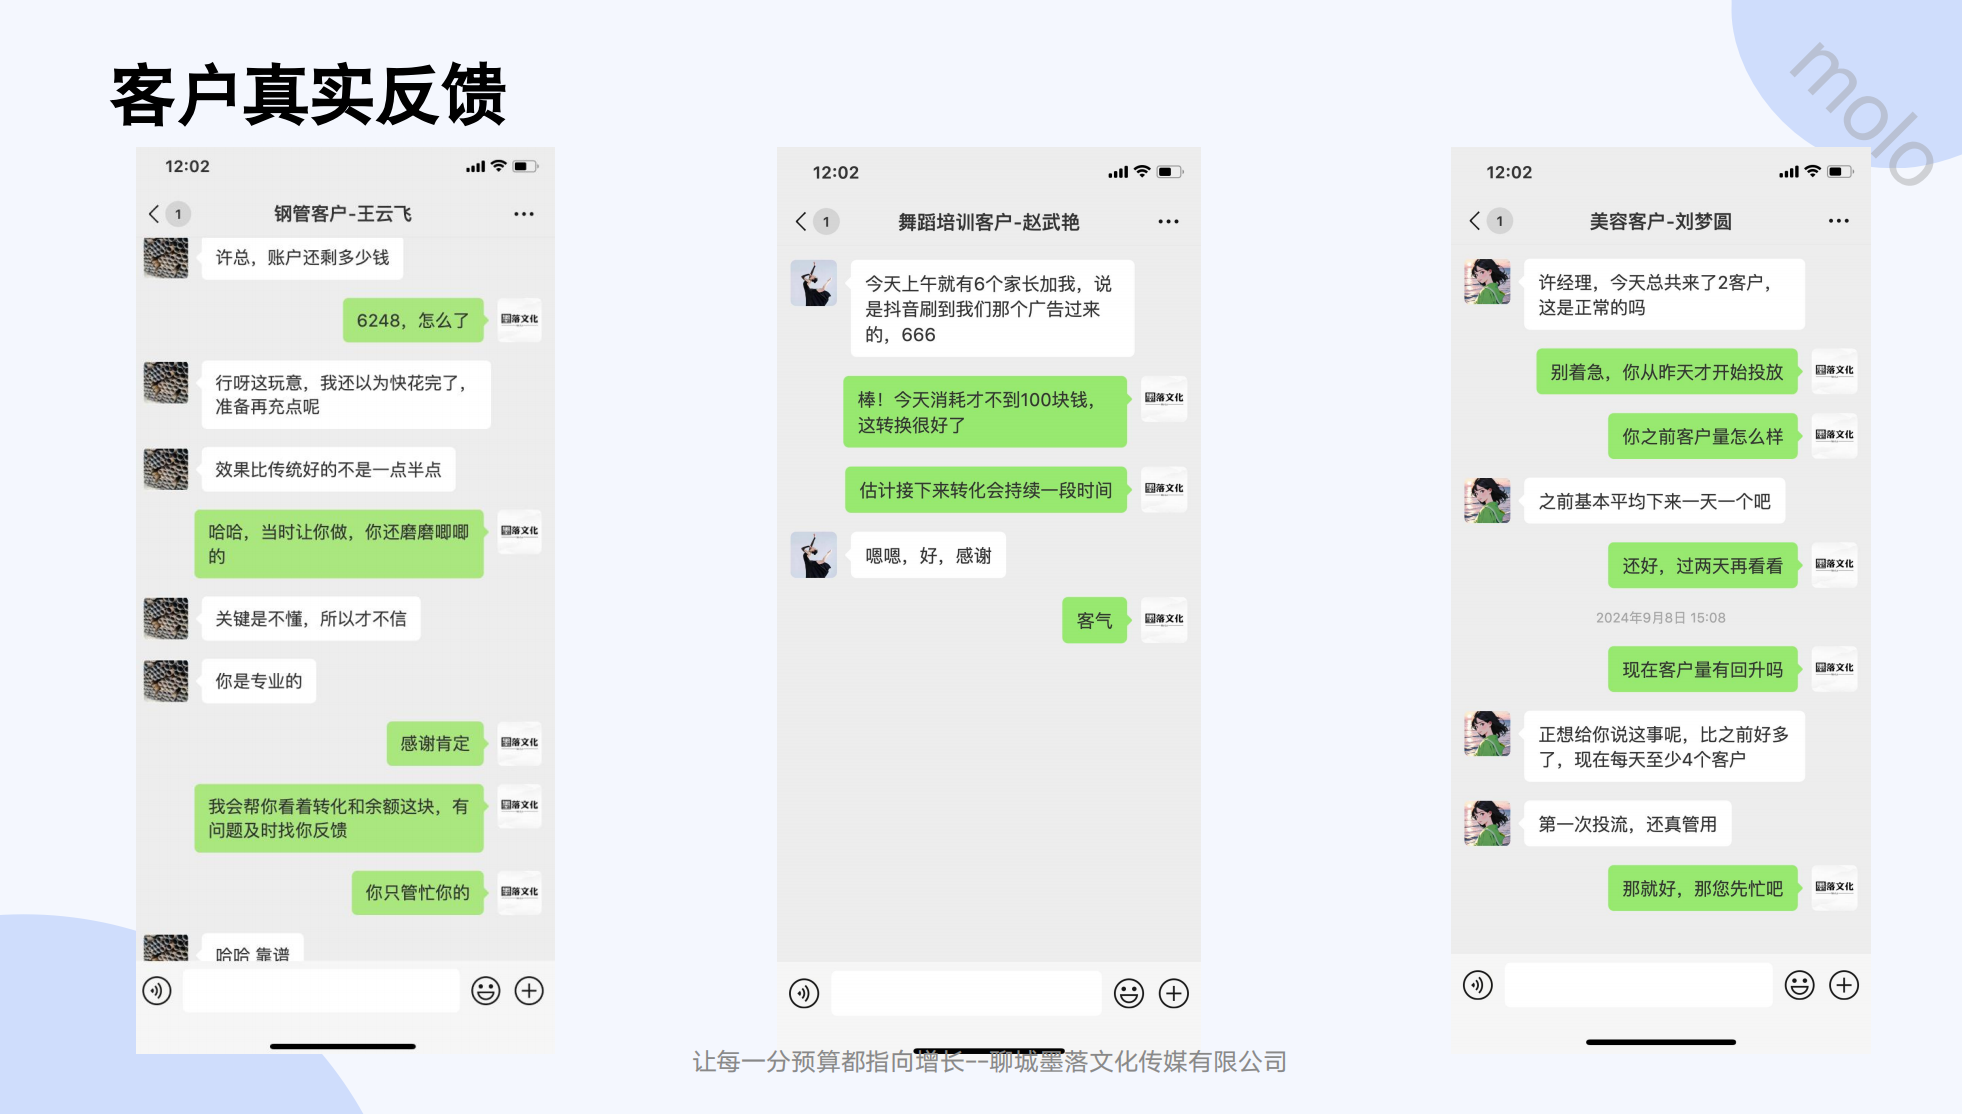 客户真实反馈
molo
12:02
1
钢管客户-王云飞
许总，账户还剩多少钱
6248，怎么了
墨落文化
行呀这玩意，我还以为快花完了，
准备再充点呢
效果比传统好的不是一点半点
哈哈，当时让你做，你还磨磨唧唧
的
墨落文化
关键是不懂，所以才不信
你是专业的
感谢肯定
墨落文化
我会帮你看着转化和余额这块，有
问题及时找你反馈
墨落文化
你只管忙你的
墨落文化
哈哈 靠谱
12:02
1
舞蹈培训客户-赵武艳
今天上午就有6个家长加我，说
是抖音刷到我们那个广告过来
的，666
棒！今天消耗才不到100块钱，
这转换很好了
墨落文化
估计接下来转化会持续一段时间
墨落文化
嗯嗯，好，感谢
客气
墨落文化
12:02
1
美容客户-刘梦圆
许经理，今天总共来了2客户，
这是正常的吗
别着急，你从昨天才开始投放
墨落文化
你之前客户量怎么样
墨落文化
之前基本平均下来一天一个吧
还好，过两天再看看
墨落文化
2024年9月8日 15:08
现在客户量有回升吗
墨落文化
正想给你说这事呢，比之前好多
了，现在每天至少4个客户
第一次投流，还真管用
那就好，那您先忙吧
墨落文化
让每一分预算都指向增长--聊城墨落文化传媒有限公司